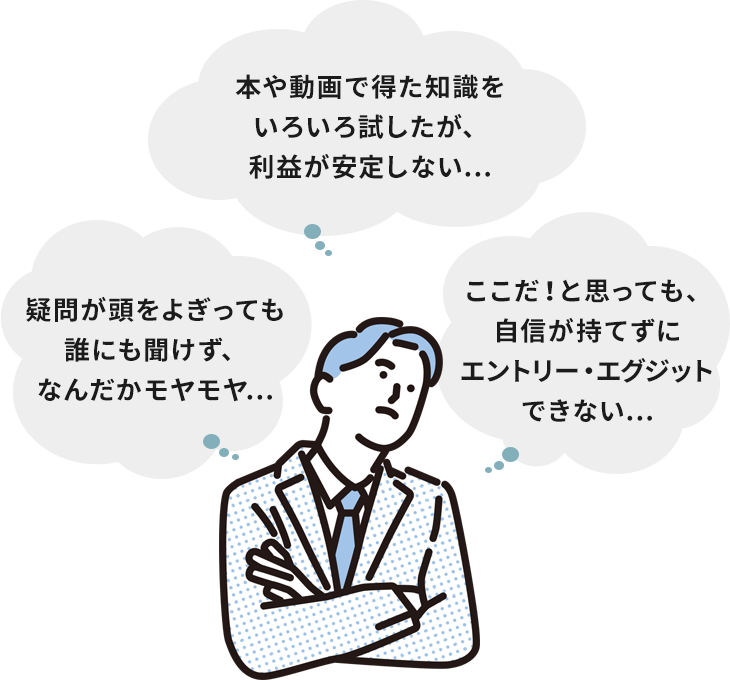 本や動画で得た知識を
いろいろ試したが、
利益が安定しない…
疑問が頭をよぎっても
誰にも聞けず、
なんだかモヤモヤ…
ここだ！と思っても、
自信が持てずに
エントリー・エグジット
できない…